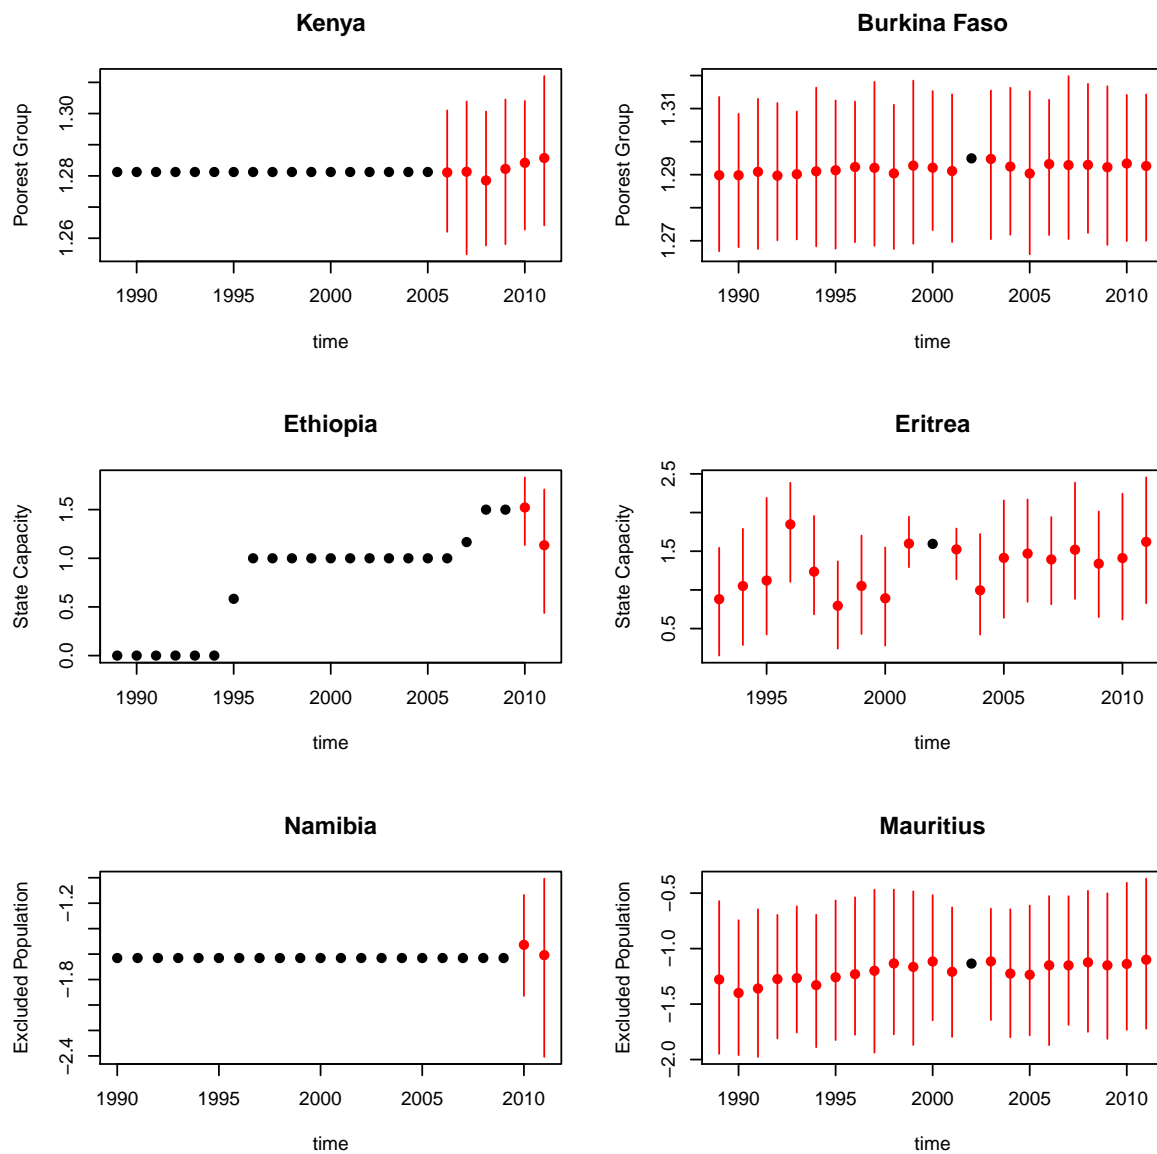 Kenya
Poorest Group
1.26 1.28 1.30
1990 1995 2000 2005 2010
time
Burkina Faso
Poorest Group
1.27 1.29 1.31
1990 1995 2000 2005 2010
time
Ethiopia
State Capacity
0.0 0.5 1.0 1.5
1990 1995 2000 2005 2010
time
Eritrea
State Capacity
0.5 1.5 2.5
1995 2000 2005 2010
time
Namibia
Excluded Population
−2.4 −1.8 −1.2
1990 1995 2000 2005 2010
time
Mauritius
Excluded Population
−2.0 −1.5 −1.0 −0.5
1990 1995 2000 2005 2010
time